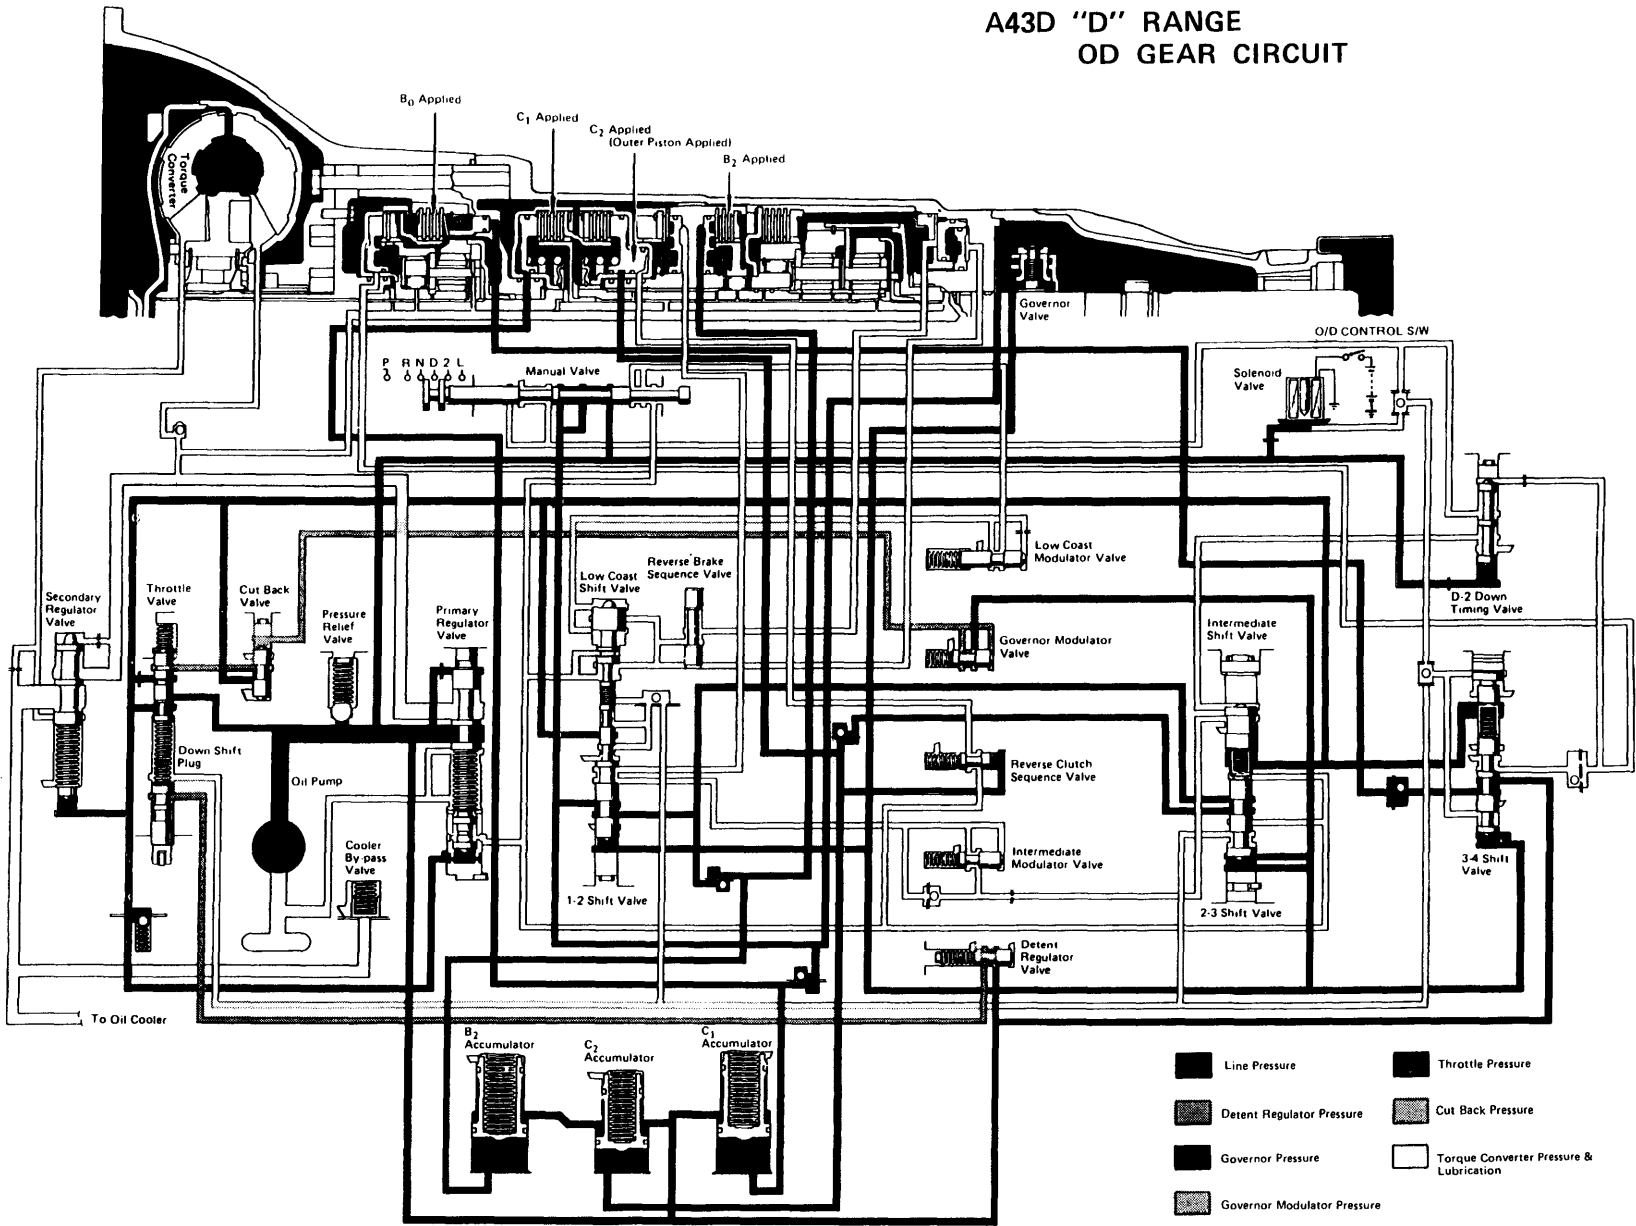 A43D "D" RANGE
OD GEAR CIRCUIT
B0 Applied
C1 Applied
C2 Applied
(Outer Piston Applied)
B2 Applied
Torque
Converter
Governor
Valve
O/D CONTROL S/W
Solenoid
Valve
P R N D 2 L
Manual Valve
Low Coast
Modulator Valve
D-2 Down
Timing Valve
Secondary
Regulator
Valve
Throttle
Valve
Cut Back
Valve
Pressure
Relief
Valve
Primary
Regulator
Valve
Low Coast
Shift Valve
Reverse Brake
Sequence Valve
Governor Modulator
Valve
Intermediate
Shift Valve
Down Shift
Plug
Oil Pump
Reverse Clutch
Sequence Valve
Cooler
By-pass
Valve
Intermediate
Modulator Valve
3-4 Shift
Valve
1-2 Shift Valve
2-3 Shift Valve
Detent
Regulator
Valve
To Oil Cooler
B2
Accumulator
C2
Accumulator
C1
Accumulator
Line Pressure
Throttle Pressure
Detent Regulator Pressure
Cut Back Pressure
Governor Pressure
Torque Converter Pressure &
Lubrication
Governor Modulator Pressure